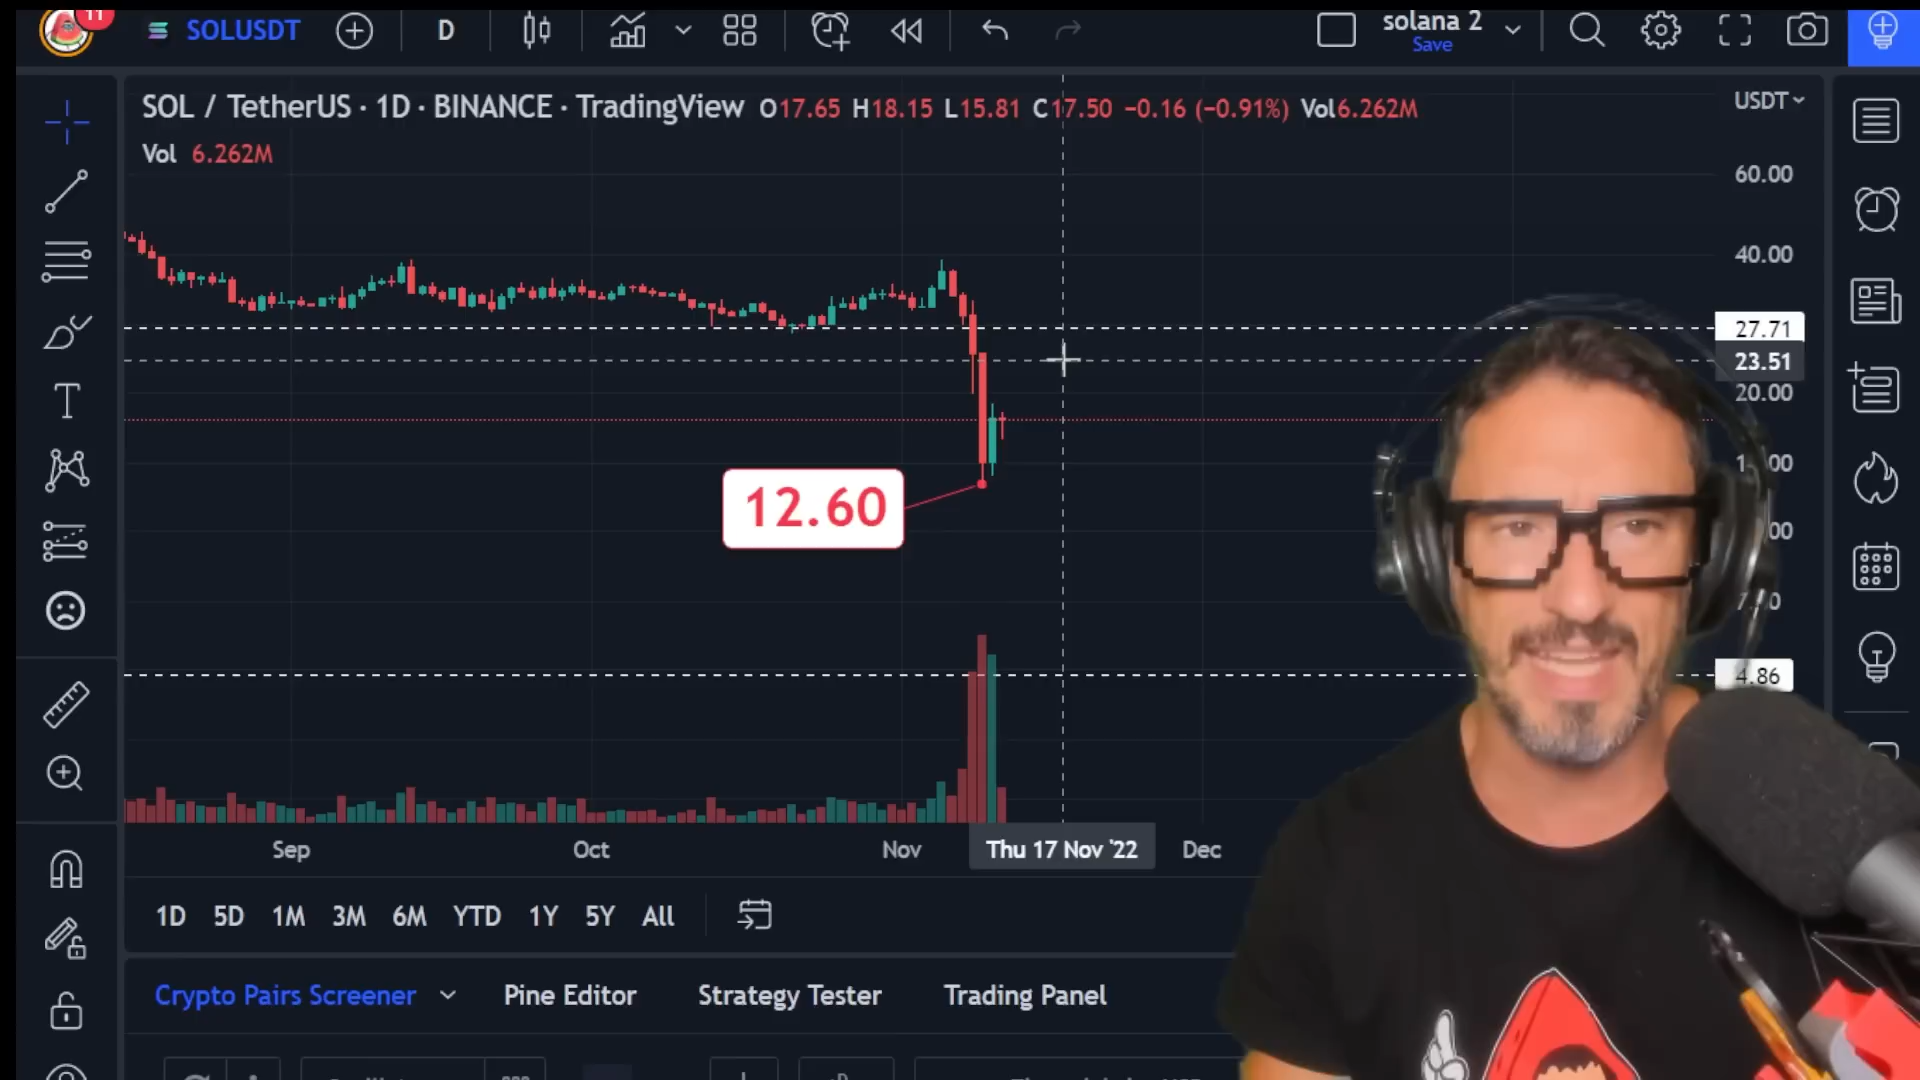 11
SOLUSDT
D
solana 2
Save
SOL / TetherUS · 1D · BINANCE · TradingView O17.65 H18.15 L15.81 C17.50 −0.16 (−0.91%) Vol6.262M
USDT
Vol 6.262M
60.00
40.00
27.71
23.51
20.00
12.60
4.86
Sep
Oct
Nov
Thu 17 Nov '22
Dec
1D 5D 1M 3M 6M YTD 1Y 5Y All
Crypto Pairs Screener
Pine Editor
Strategy Tester
Trading Panel